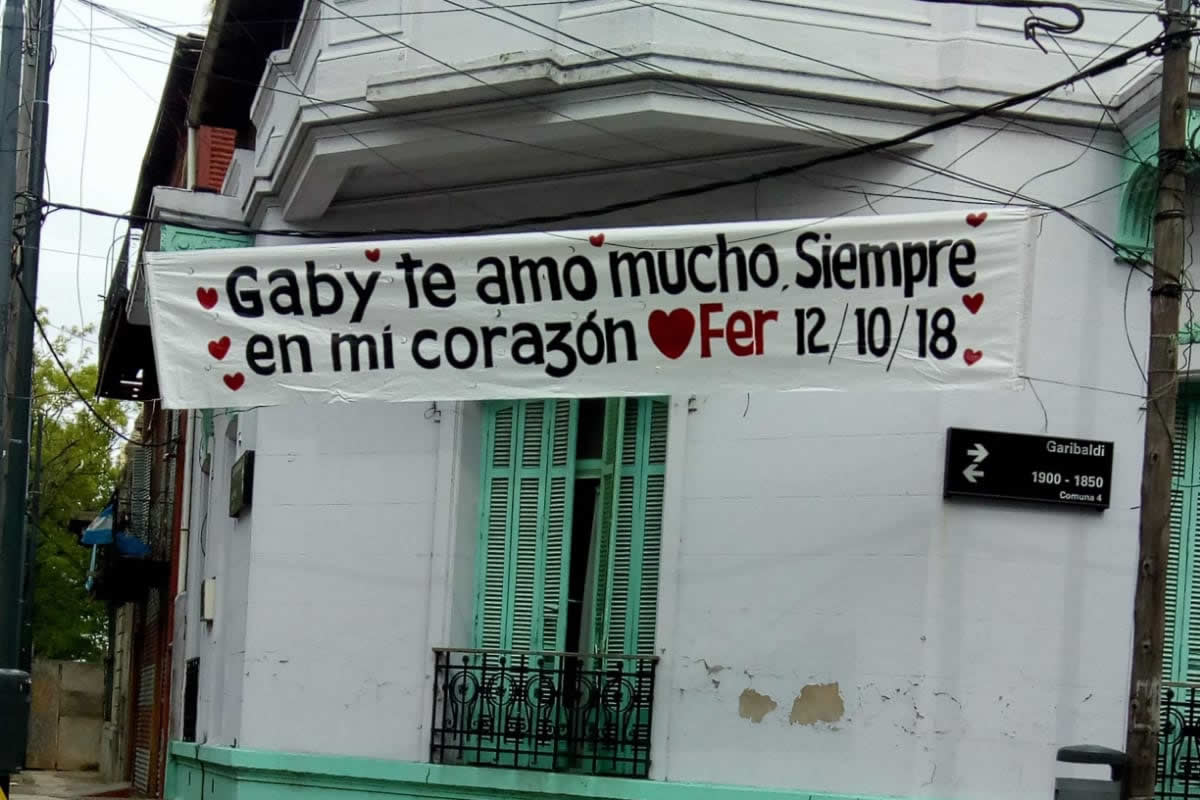 Gaby te amo mucho. Siempre
en mi corazón Fer 12/10/18
Garibaldi
1900 - 1850
Comuna 4